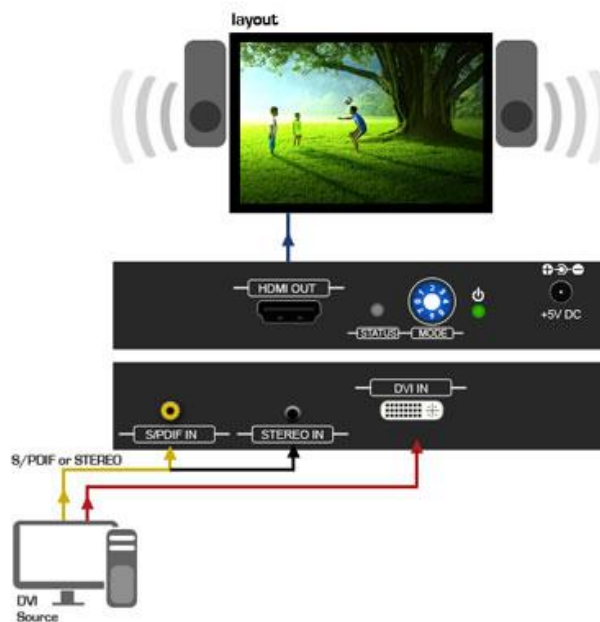 layout
HDMI OUT
STATUS
MODE
+5V DC
DVI IN
S/PDIF IN
STEREO IN
S/PDIF or STEREO
DVI
Source